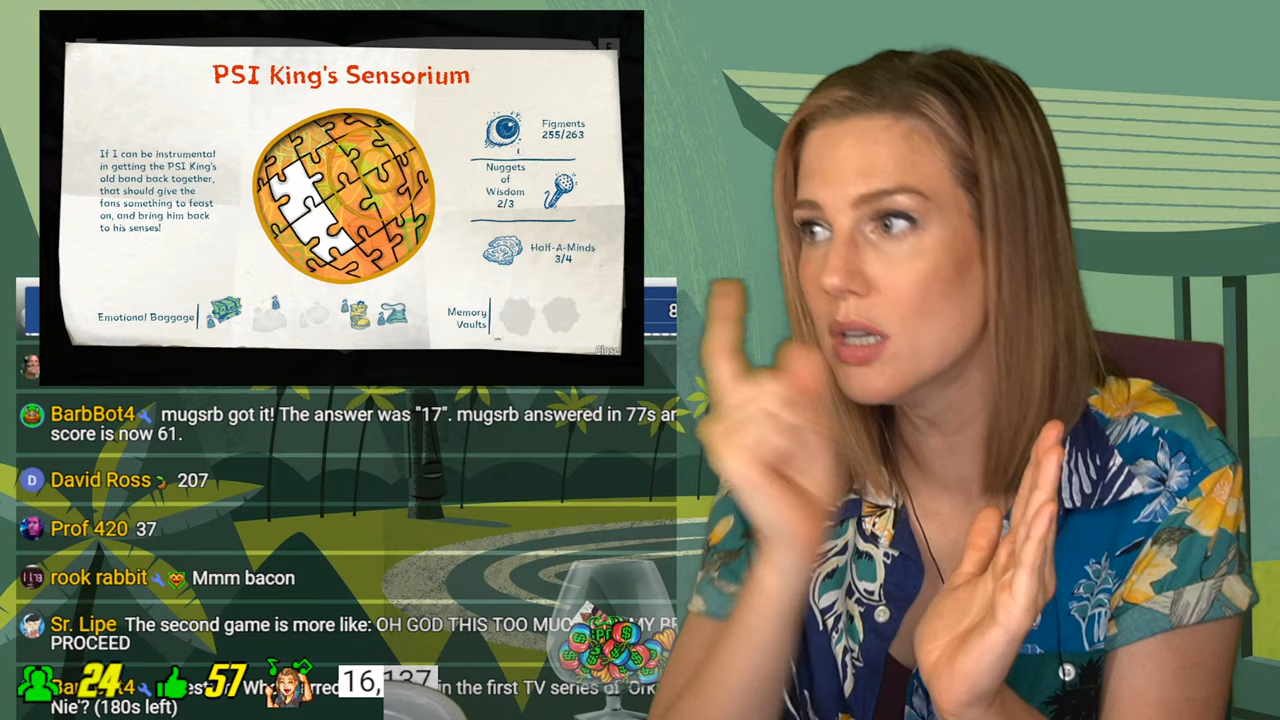 PSI King's Sensorium
If I can be instrumental
in getting the PSI King's
old band back together,
that should give the
fans something to feast
on, and bring him back
to his senses!
Figments
255/263
Nuggets
of
Wisdom
2/3
Half-A-Minds
3/4
Emotional Baggage
Memory
Vaults
Close
8
BarbBot4 mugsrb got it! The answer was "17". mugsrb answered in 77s
score is now 61.
D David Ross 207
Prof 420 37
rook rabbit Mmm bacon
Sr. Lipe The second game is more like: OH GOD THIS TOO MUC MY
PROCEED
24 57 16,137
in the first TV series of
Nie'? (180s left)